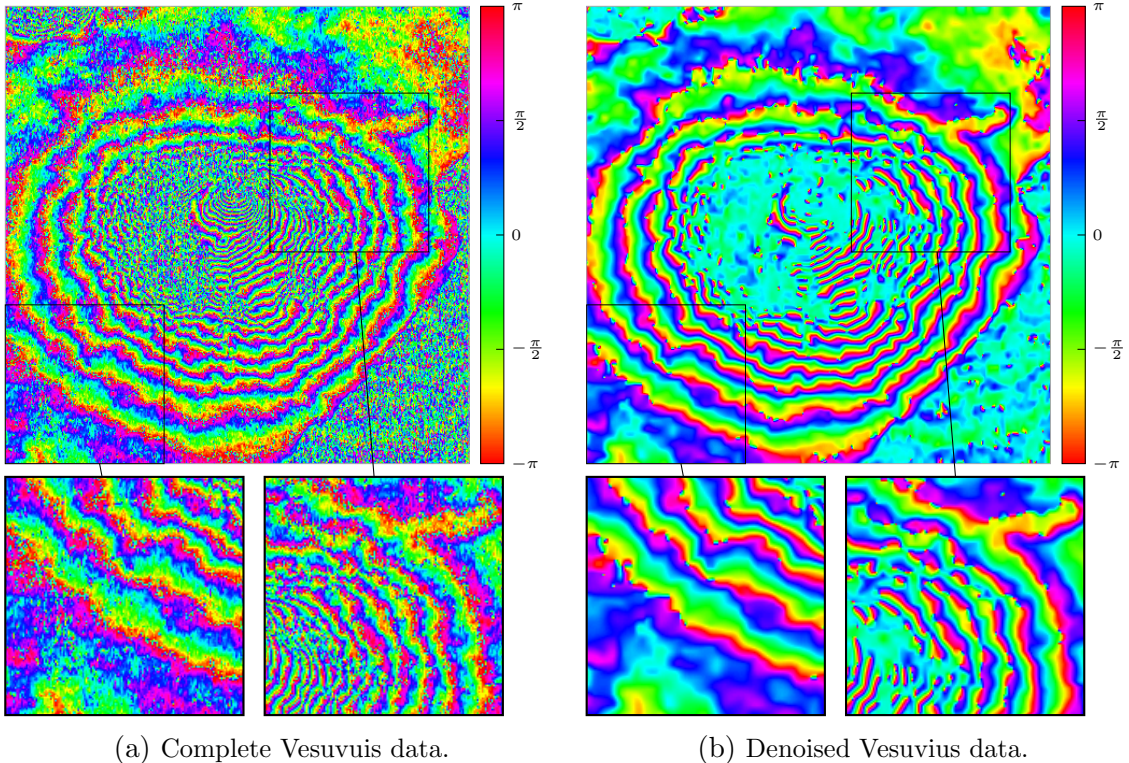 π
π/2
0
−π/2
−π
π
π/2
0
−π/2
−π
(a) Complete Vesuvuis data.
(b) Denoised Vesuvius data.